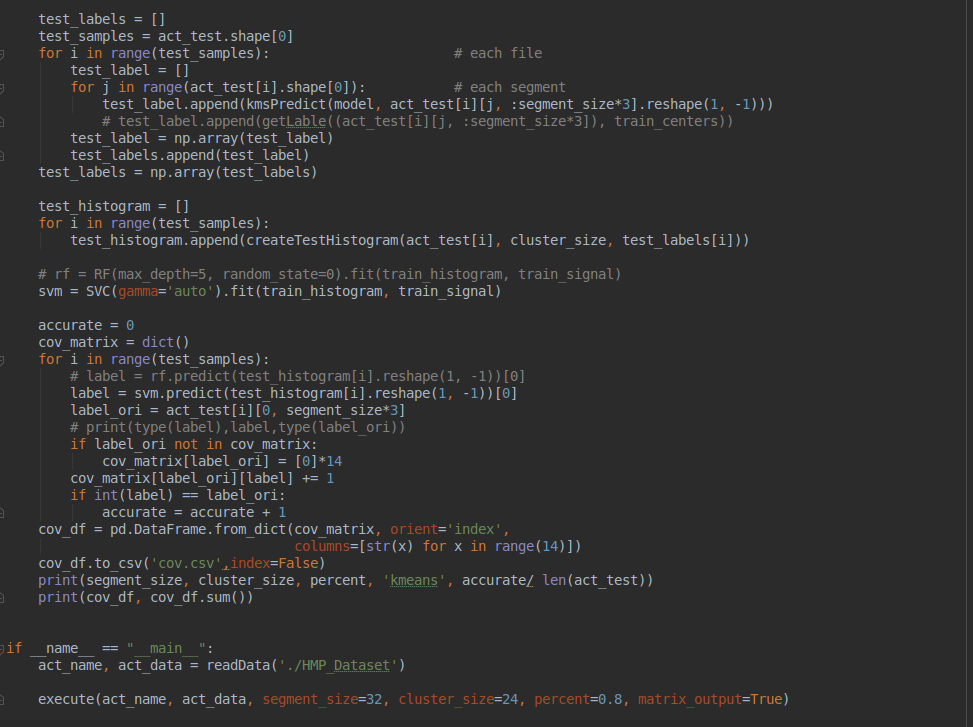 test_labels = []
test_samples = act_test.shape[0]
for i in range(test_samples):                       # each file
    test_label = []
    for j in range(act_test[i].shape[0]):           # each segment
        test_label.append(kmsPredict(model, act_test[i][j, :segment_size*3].reshape(1, -1)))
        # test_label.append(getLable((act_test[i][j, :segment_size*3]), train_centers))
    test_label = np.array(test_label)
    test_labels.append(test_label)
test_labels = np.array(test_labels)

test_histogram = []
for i in range(test_samples):
    test_histogram.append(createTestHistogram(act_test[i], cluster_size, test_labels[i]))

# rf = RF(max_depth=5, random_state=0).fit(train_histogram, train_signal)
svm = SVC(gamma='auto').fit(train_histogram, train_signal)

accurate = 0
cov_matrix = dict()
for i in range(test_samples):
    # label = rf.predict(test_histogram[i].reshape(1, -1))[0]
    label = svm.predict(test_histogram[i].reshape(1, -1))[0]
    label_ori = act_test[i][0, segment_size*3]
    # print(type(label),label,type(label_ori))
    if label_ori not in cov_matrix:
        cov_matrix[label_ori] = [0]*14
    cov_matrix[label_ori][label] += 1
    if int(label) == label_ori:
        accurate = accurate + 1
cov_df = pd.DataFrame.from_dict(cov_matrix, orient='index',
                                columns=[str(x) for x in range(14)])
cov_df.to_csv('cov.csv',index=False)
print(segment_size, cluster_size, percent, 'kmeans', accurate/ len(act_test))
print(cov_df, cov_df.sum())

if __name__ == "__main__":
    act_name, act_data = readData('./HMP_Dataset')

    execute(act_name, act_data, segment_size=32, cluster_size=24, percent=0.8, matrix_output=True)